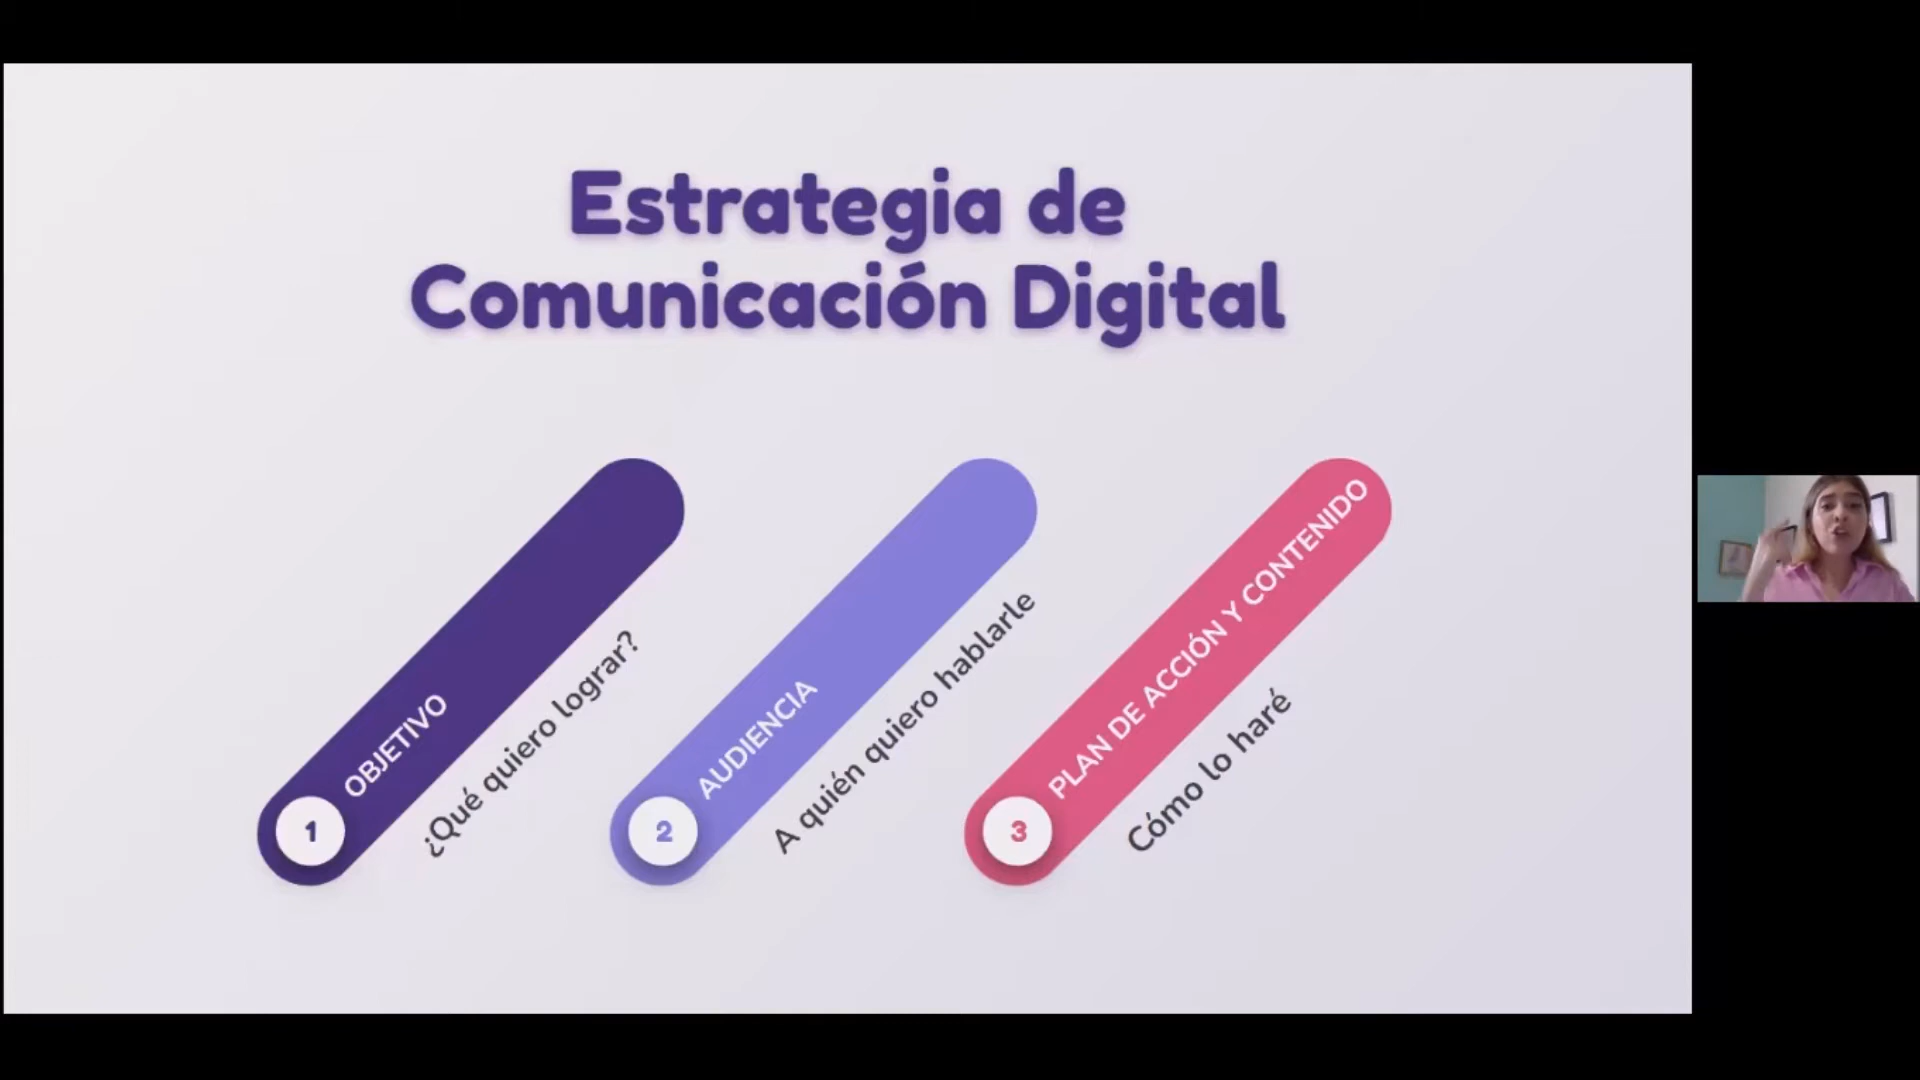 Estrategia de
Comunicación Digital
1
OBJETIVO
¿Qué quiero lograr?
2
AUDIENCIA
A quién quiero hablarle
3
PLAN DE ACCIÓN Y CONTENIDO
Cómo lo haré